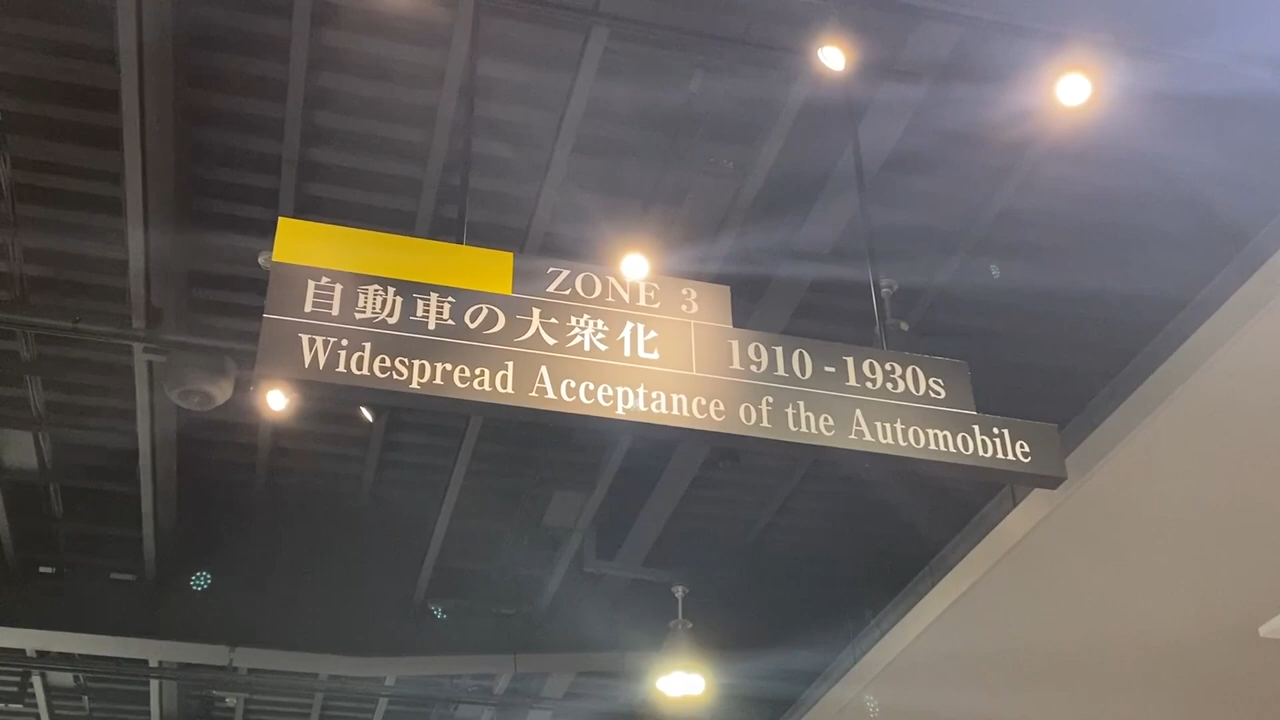 ZONE 3
自動車の大衆化 1910 - 1930s
Widespread Acceptance of the Automobile